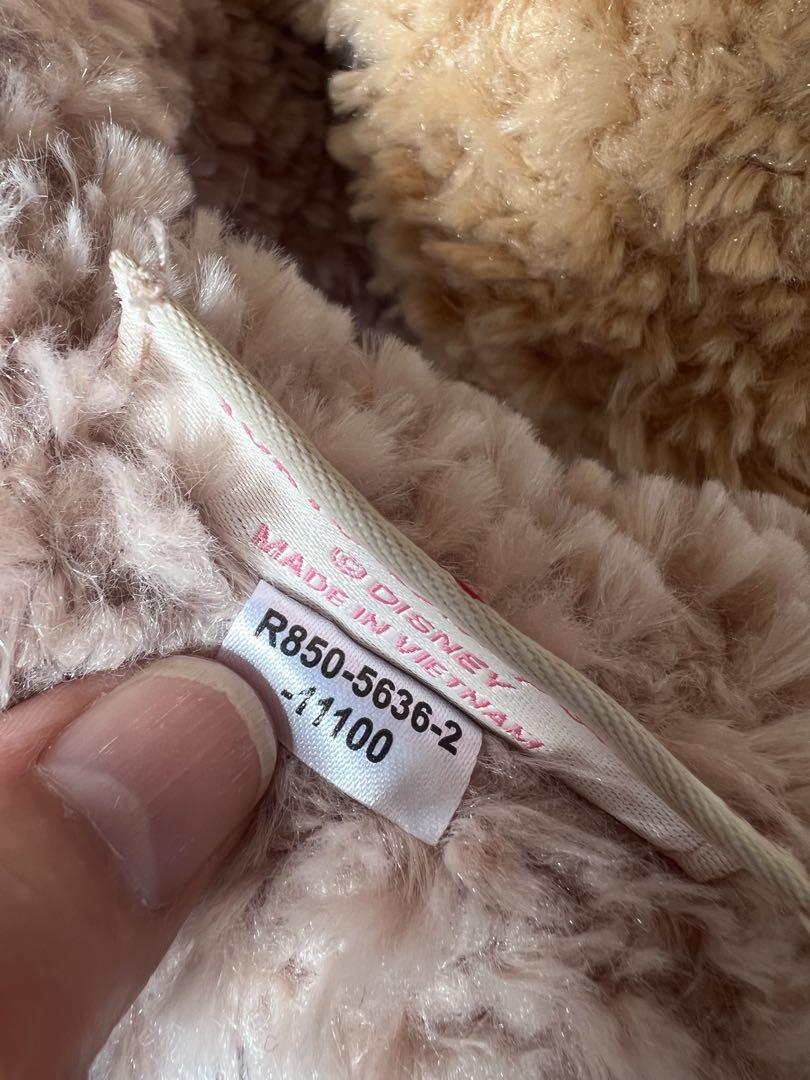 © DISNEY
MADE IN VIETNAM
R850-5636-2
-11100